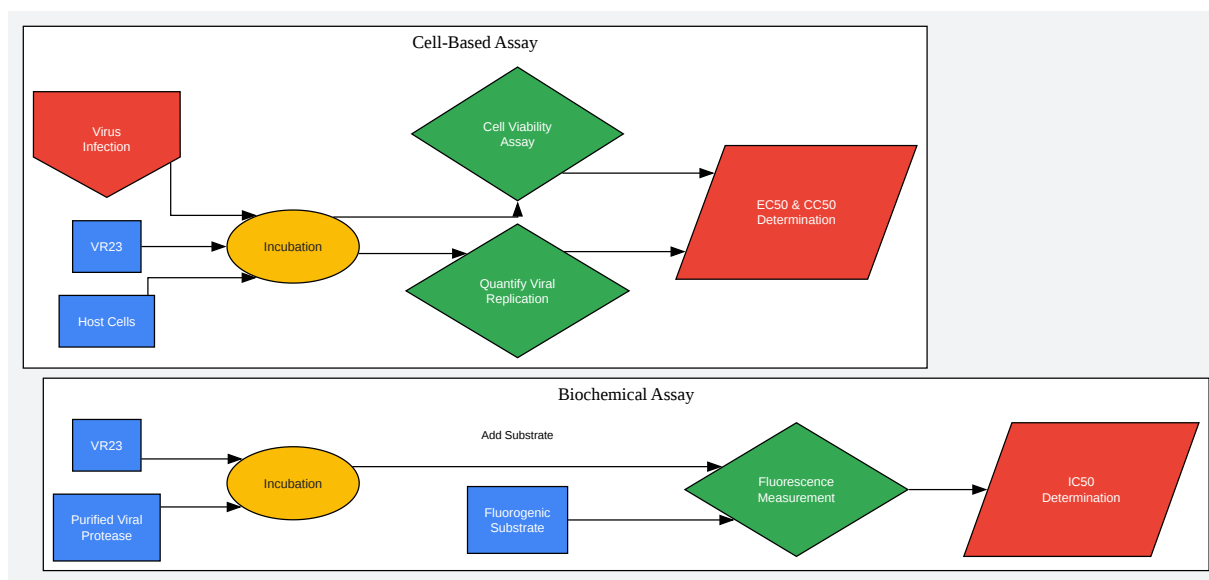 Cell-Based Assay
Virus
Infection
VR23
Host Cells
Incubation
Cell Viability
Assay
Quantify Viral
Replication
EC50 & CC50
Determination
Biochemical Assay
VR23
Purified Viral
Protease
Incubation
Add Substrate
Fluorogenic
Substrate
Fluorescence
Measurement
IC50
Determination